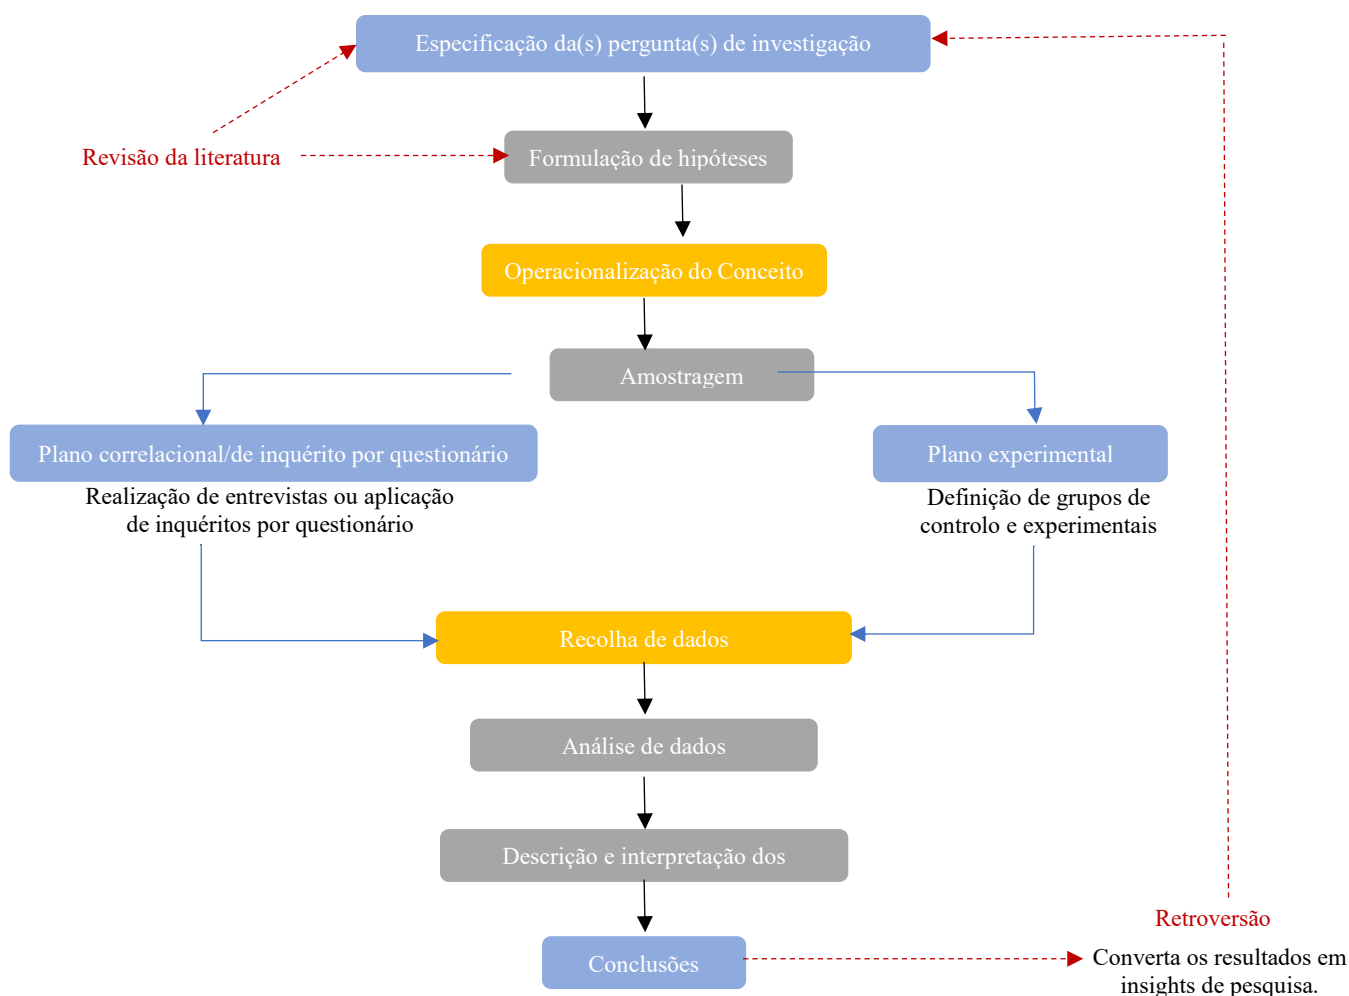 Especificação da(s) pergunta(s) de investigação
Revisão da literatura
Formulação de hipóteses
Operacionalização do Conceito
Amostragem
Plano correlacional/de inquérito por questionário
Realização de entrevistas ou aplicação
de inquéritos por questionário
Plano experimental
Definição de grupos de
controlo e experimentais
Recolha de dados
Análise de dados
Descrição e interpretação dos
Conclusões
Retroversão
Converta os resultados em
insights de pesquisa.